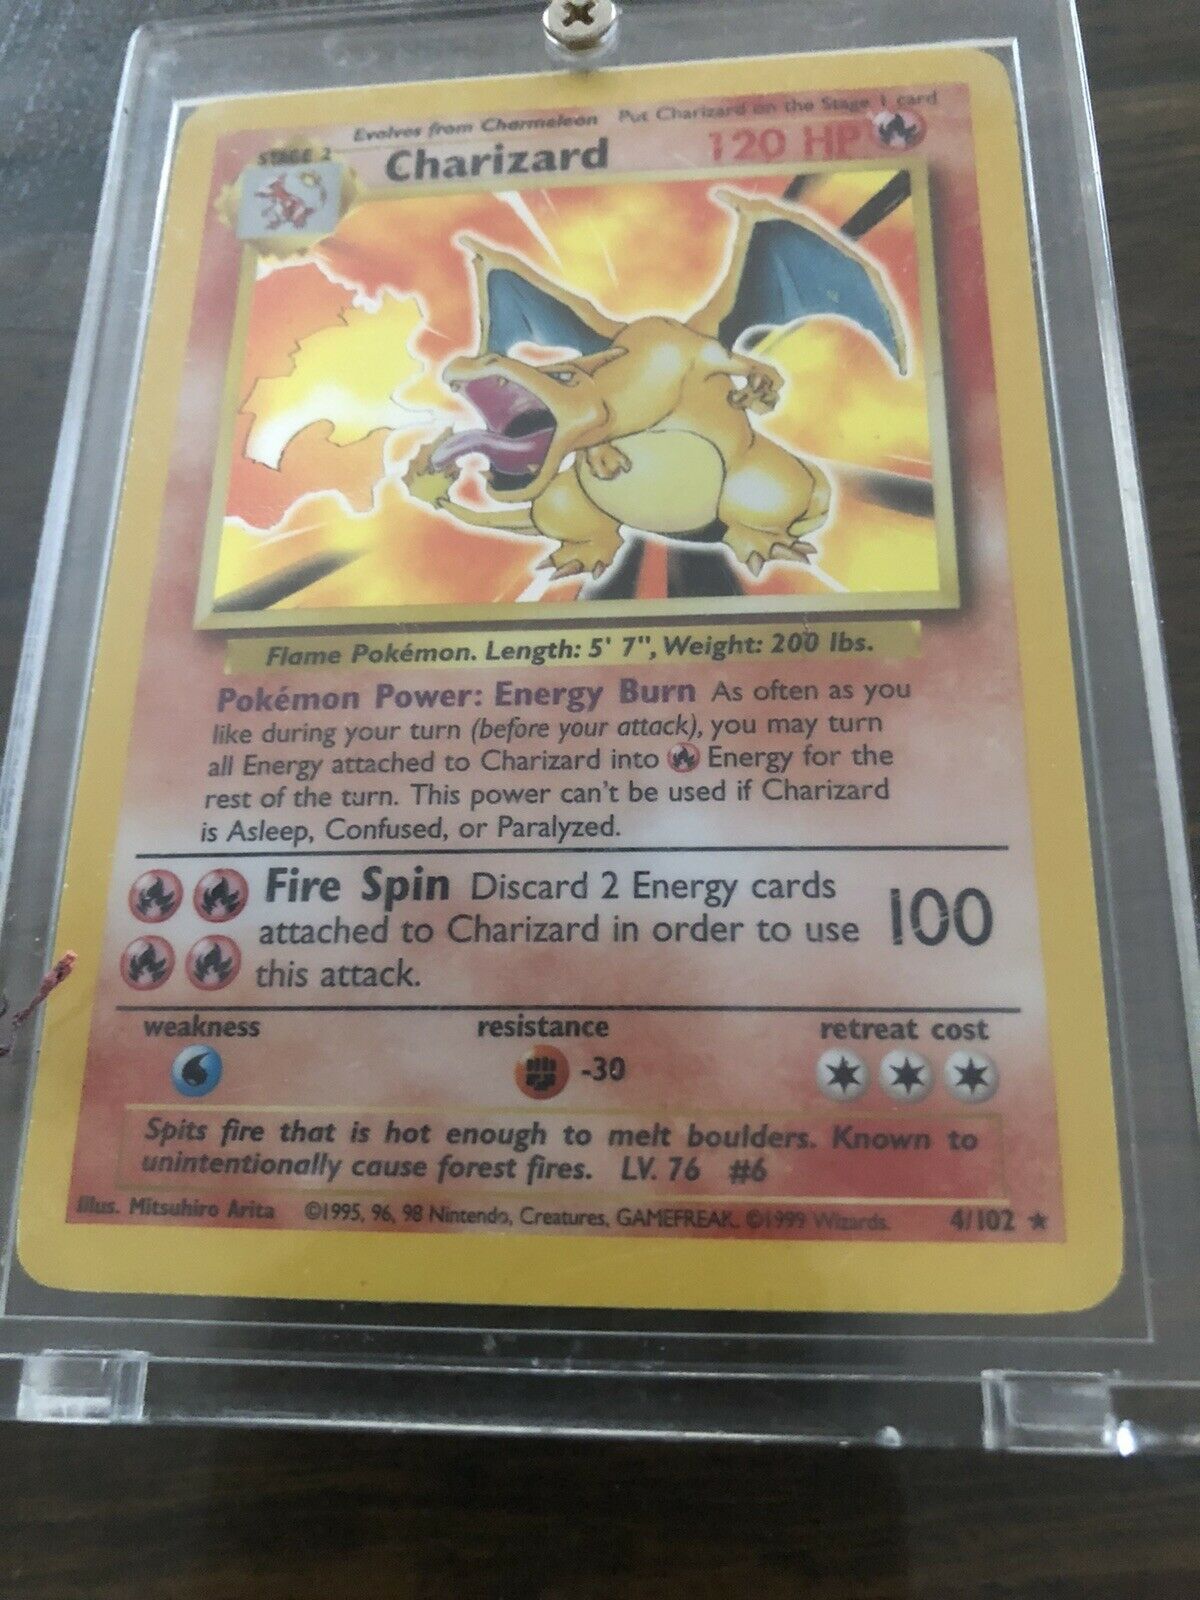 Evolves from Charmeleon Put Charizard on the Stage 1 card
STAGE 2
Charizard 120 HP
Flame Pokémon. Length: 5' 7", Weight: 200 lbs.
Pokémon Power: Energy Burn As often as you
like during your turn (before your attack), you may turn
all Energy attached to Charizard into Energy for the
rest of the turn. This power can't be used if Charizard
is Asleep, Confused, or Paralyzed.
Fire Spin Discard 2 Energy cards
attached to Charizard in order to use 100
this attack.
weakness resistance retreat cost
-30
Spits fire that is hot enough to melt boulders. Known to
unintentionally cause forest fires. LV. 76 #6
Illus. Mitsuhiro Arita ©1995, 96, 98 Nintendo, Creatures, GAMEFREAK. ©1999 Wizards. 4/102 ★